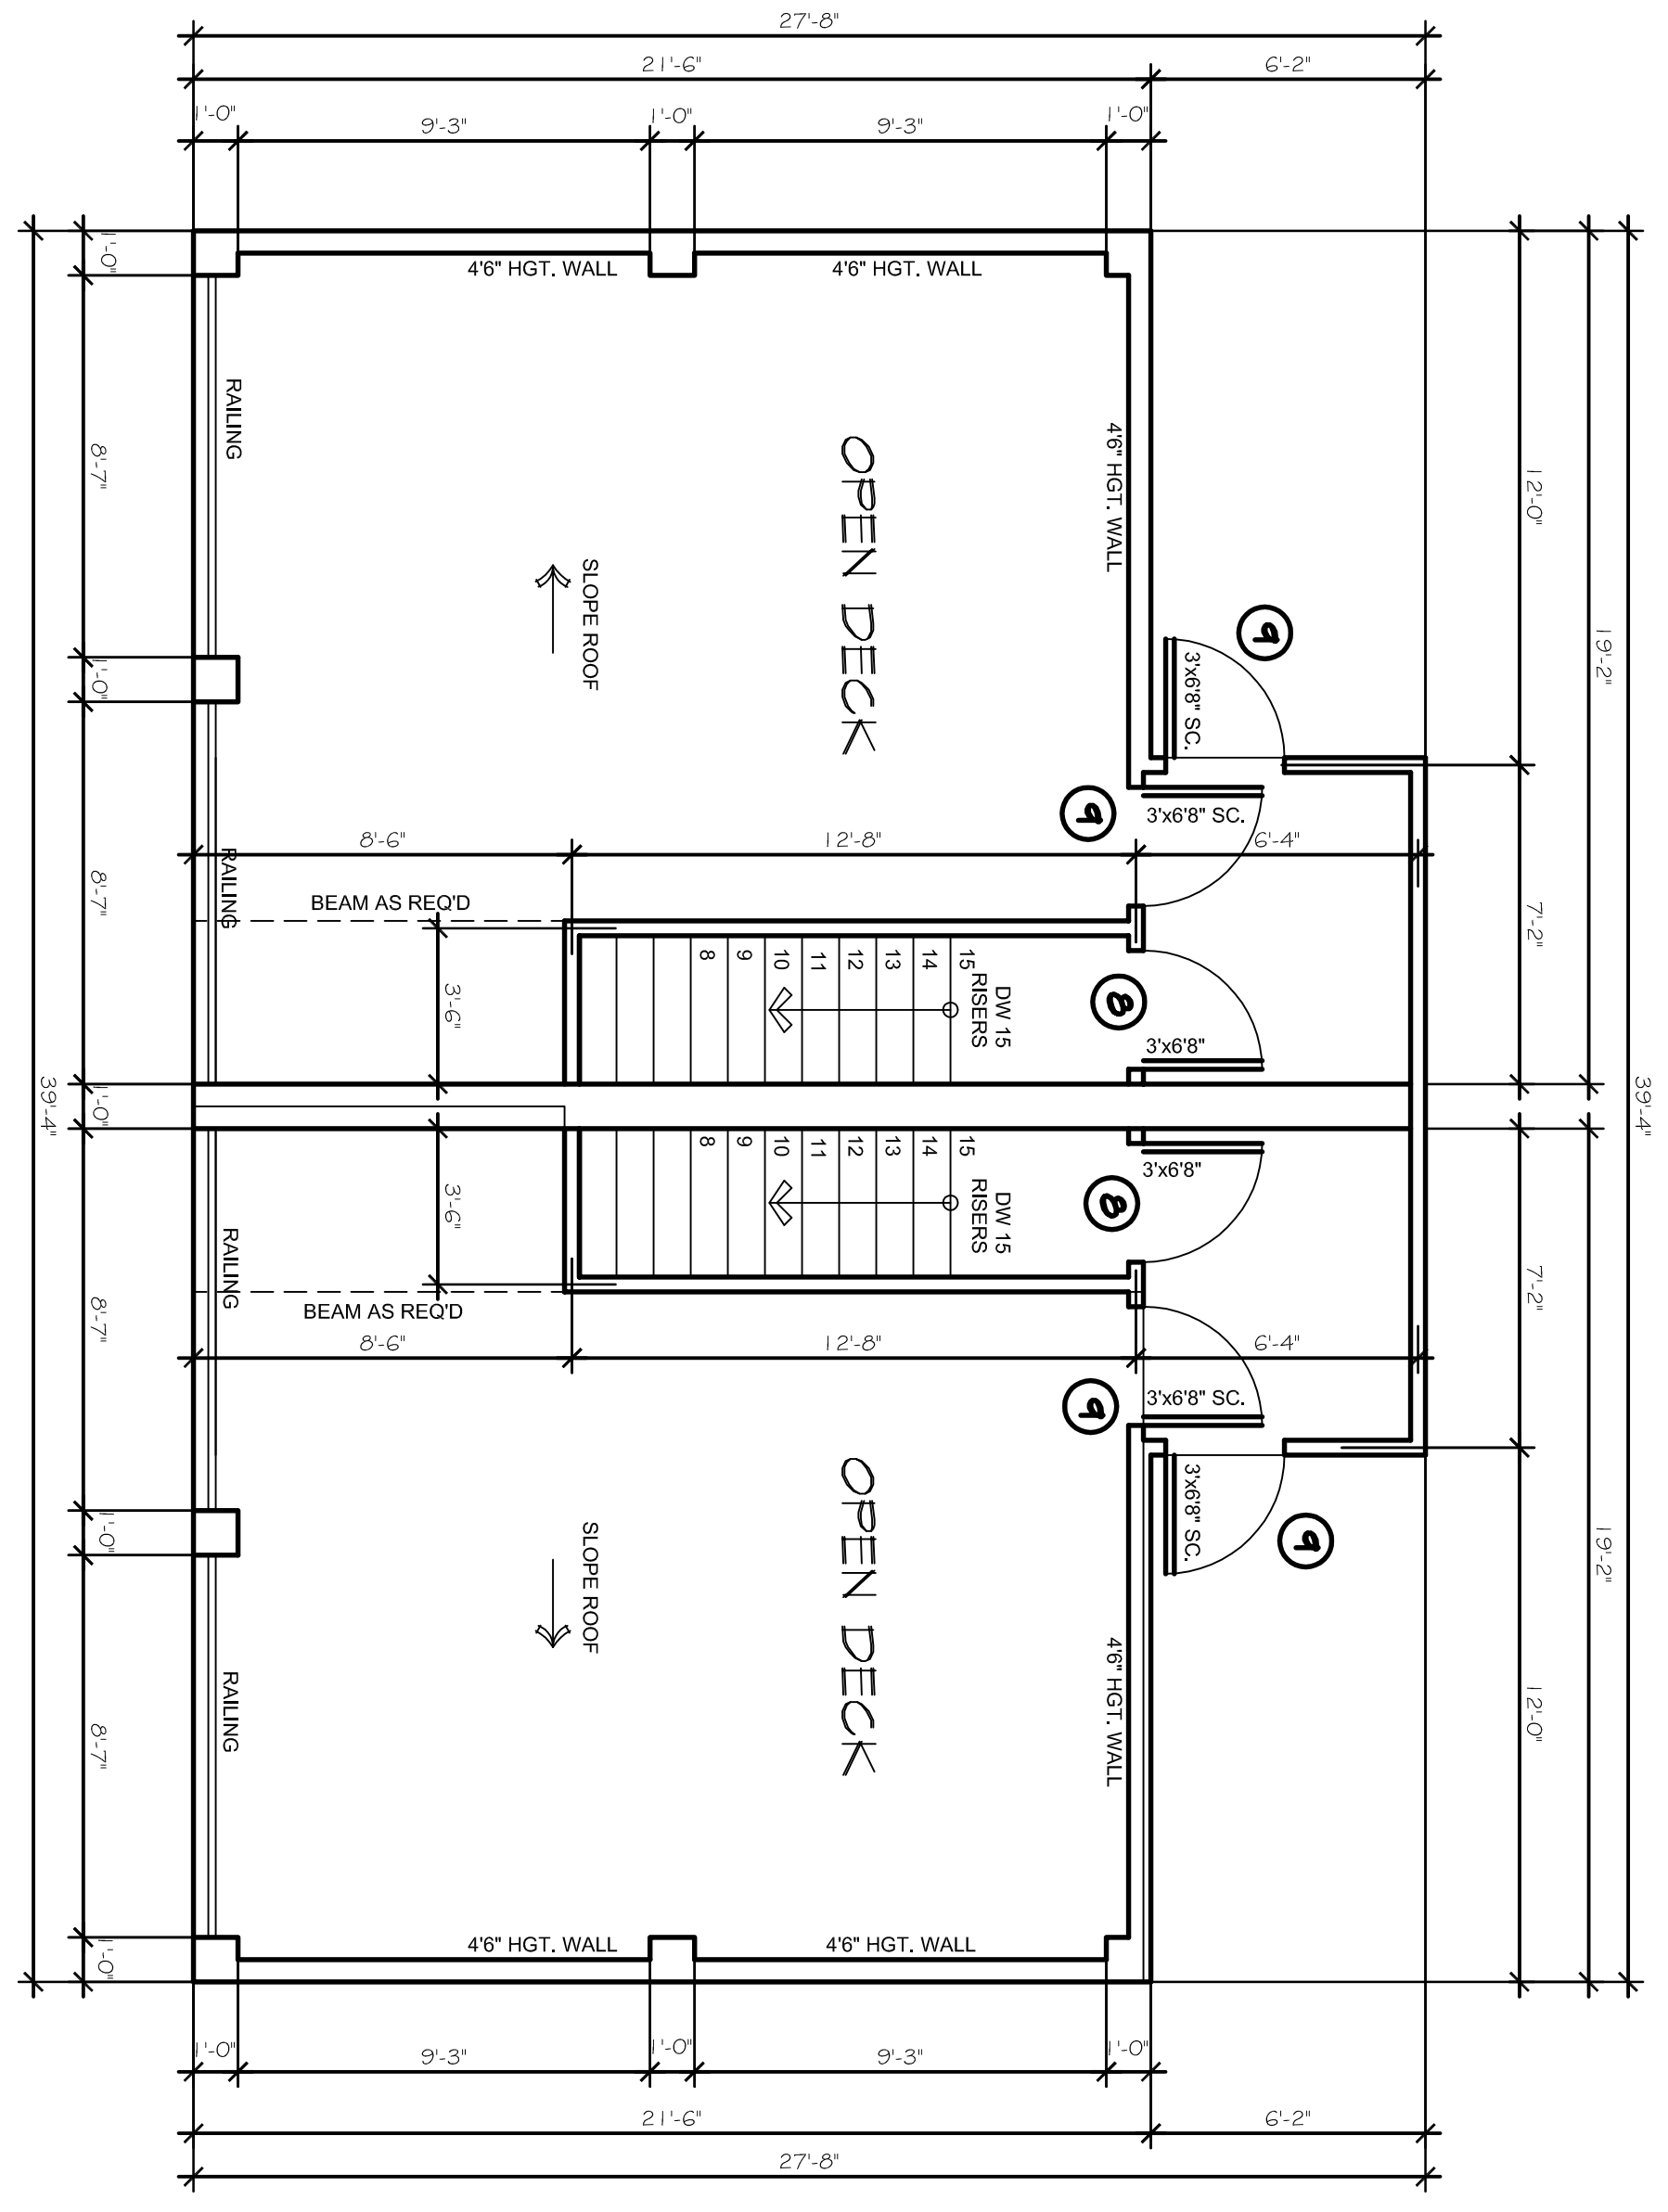 27'-8"
21'-6"
6'-2"
1'-0"
9'-3"
1'-0"
9'-3"
1'-0"
1'-0"
4'6" HGT. WALL
4'6" HGT. WALL
RAILING
8'-7"
OPEN DECK
4'6" HGT. WALL
12'-0"
SLOPE ROOF
9
3'x6'8" SC.
19'-2"
1'-0"
9
3'x6'8" SC.
8'-6"
12'-8"
6'-4"
RAILING
8'-7"
BEAM AS REQ'D
7'-2"
3'-6"
8
9
10
11
12
13
14
15
DW 15
RISERS
8
3'x6'8"
39'-4"
1'-0"
39'-4"
8
9
10
11
12
13
14
15
DW 15
RISERS
3'x6'8"
8
3'-6"
RAILING
8'-7"
BEAM AS REQ'D
7'-2"
8'-6"
12'-8"
6'-4"
9
3'x6'8" SC.
OPEN DECK
3'x6'8" SC.
9
1'-0"
SLOPE ROOF
19'-2"
RAILING
8'-7"
4'6" HGT. WALL
12'-0"
4'6" HGT. WALL
4'6" HGT. WALL
1'-0"
1'-0"
9'-3"
1'-0"
9'-3"
1'-0"
21'-6"
6'-2"
27'-8"